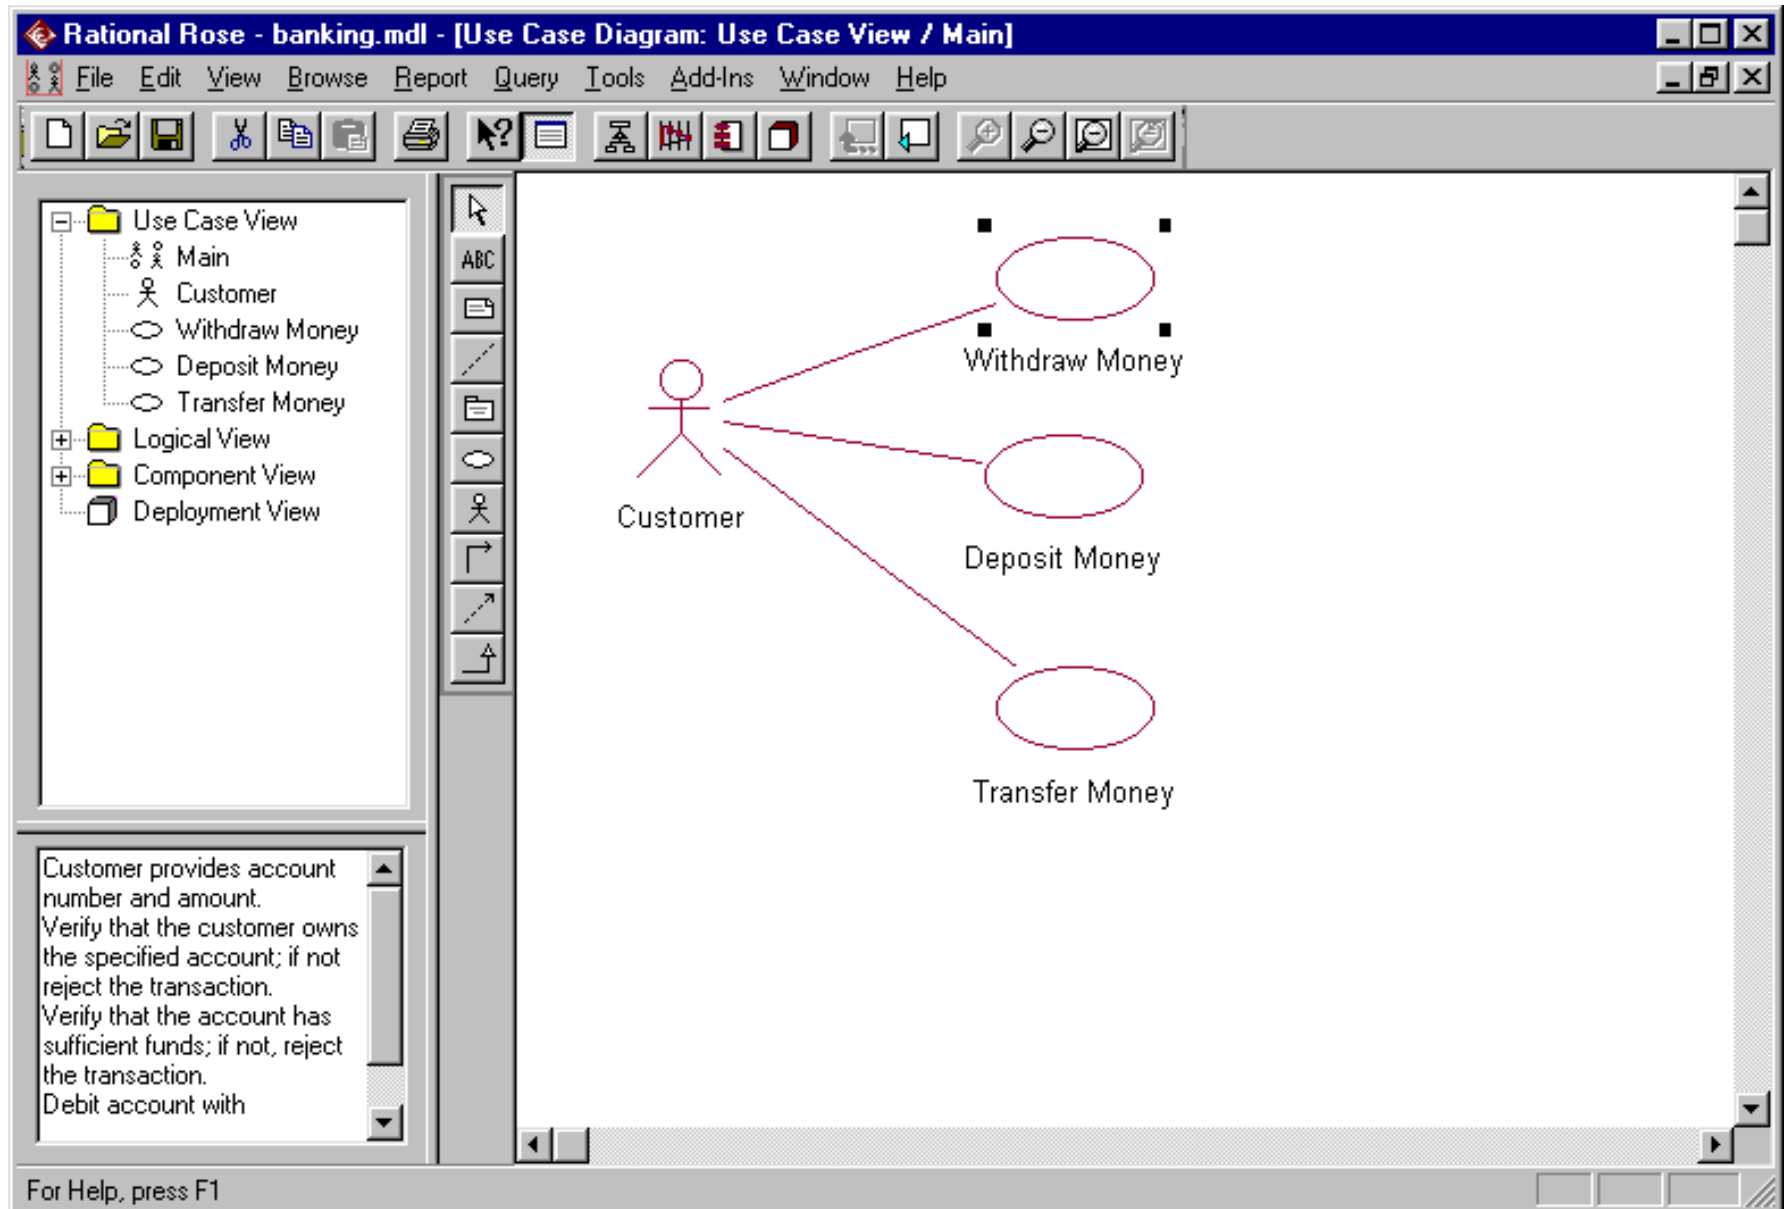 Rational Rose - banking.mdl - [Use Case Diagram: Use Case View / Main]
File Edit View Browse Report Query Tools Add-Ins Window Help
Use Case View
Main
Customer
Withdraw Money
Deposit Money
Transfer Money
Logical View
Component View
Deployment View
ABC
Customer
Withdraw Money
Deposit Money
Transfer Money
Customer provides account
number and amount.
Verify that the customer owns
the specified account; if not
reject the transaction.
Verify that the account has
sufficient funds; if not, reject
the transaction.
Debit account with
For Help, press F1